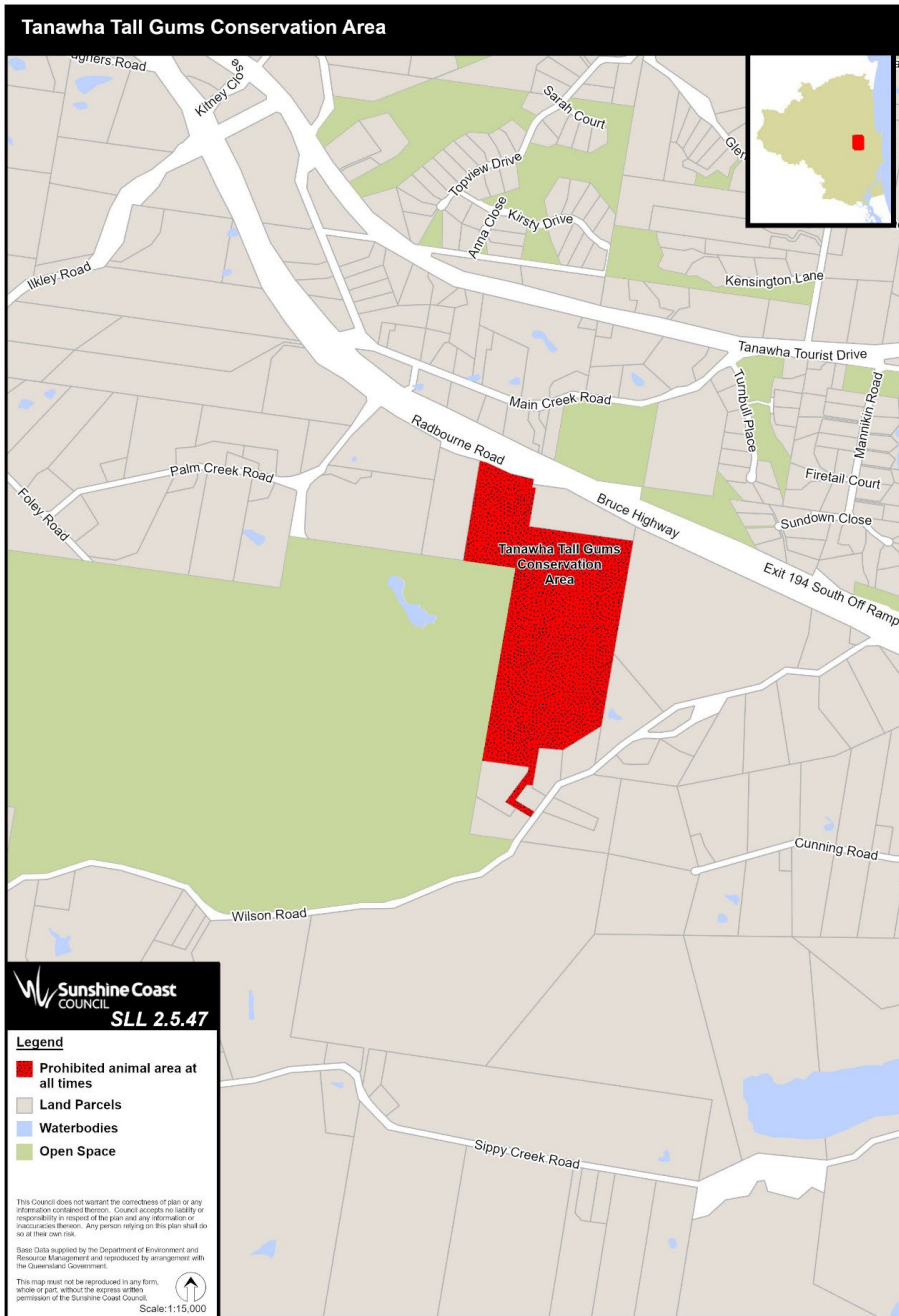 Tanawha Tall Gums Conservation Area
Kitney Close
Sarah Court
Topview Drive
Anna Close
Kirsty Drive
Ilkley Road
Kensington Lane
Tanawha Tourist Drive
Main Creek Road
Turnbull Place
Mannikin Road
Radbourne Road
Palm Creek Road
Foley Road
Firetail Court
Sundown Close
Bruce Highway
Tanawha Tall Gums
Conservation
Area
Exit 194 South Off Ramp
Cunning Road
Wilson Road
Sunshine Coast
COUNCIL
SLL 2.5.47
Legend
Prohibited animal area at
all times
Land Parcels
Waterbodies
Open Space
Sippy Creek Road
This Council does not warrant the correctness of plan or any
information contained thereon. Council accepts no liability or
responsibility in respect of the plan and any information or
inaccuracies thereon. Any person relying on this plan shall do
so at their own risk.
Base Data supplied by the Department of Environment and
Resource Management and reproduced by arrangement with
the Queensland Government.
This map must not be reproduced in any form,
whole or part, without the express written
permission of the Sunshine Coast Council.
Scale:1:15,000